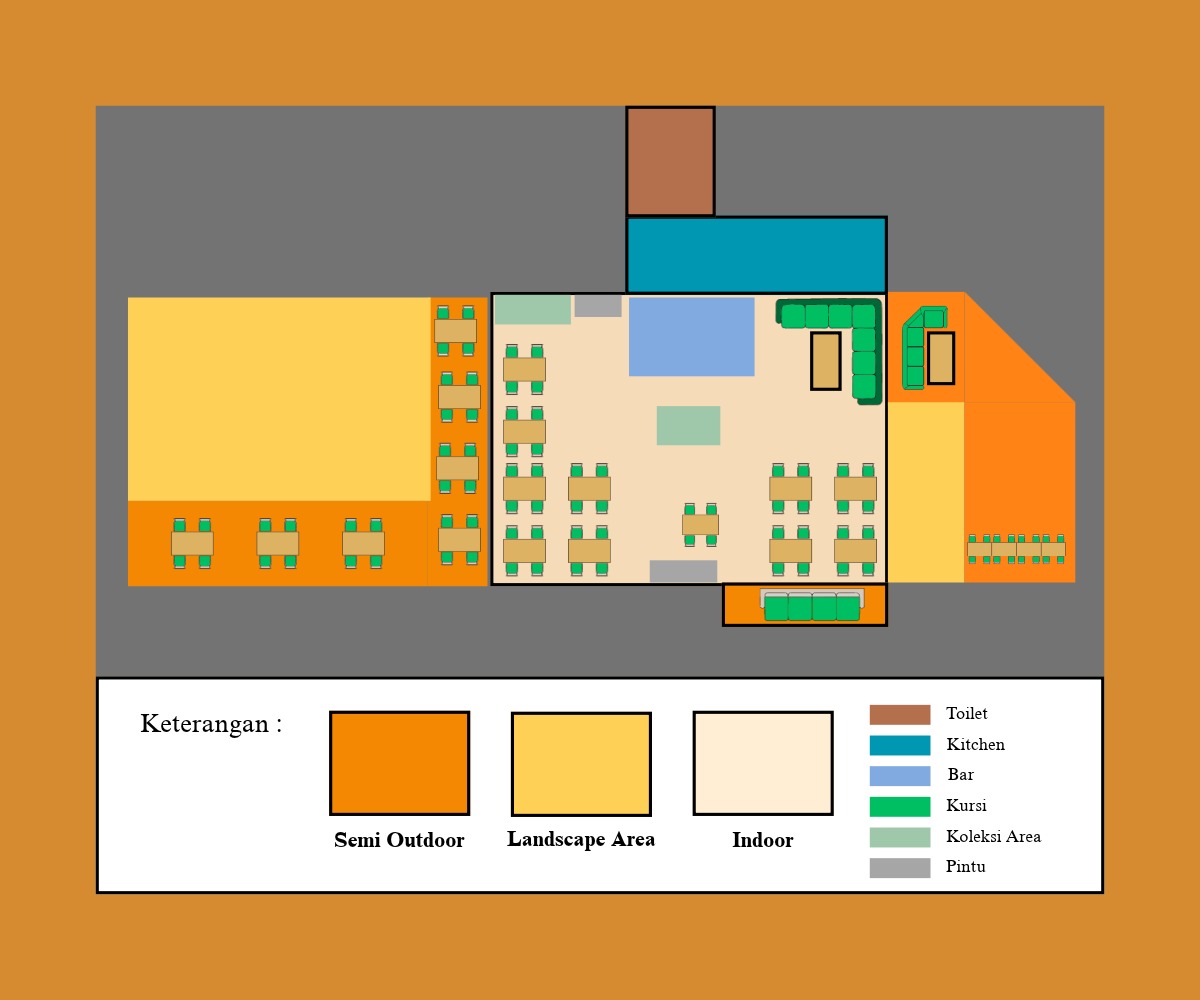 Keterangan :
Semi Outdoor
Landscape Area
Indoor
Toilet
Kitchen
Bar
Kursi
Koleksi Area
Pintu